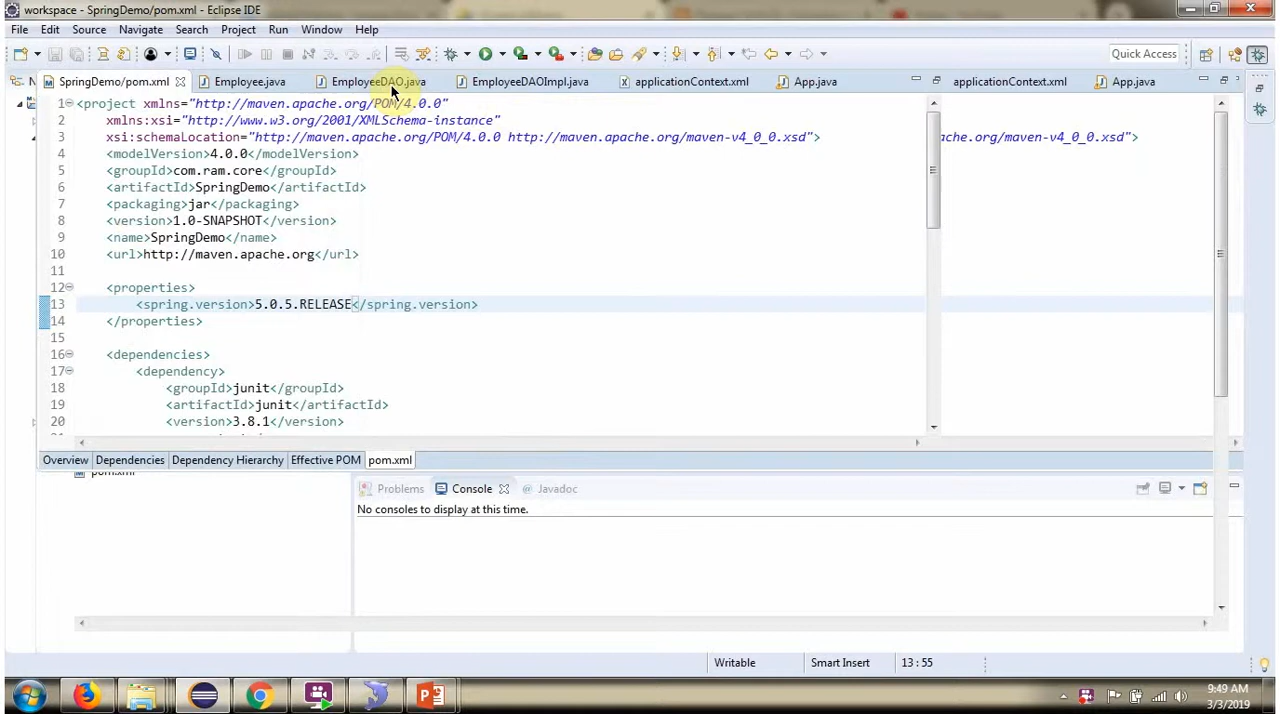 workspace - SpringDemo/pom.xml - Eclipse IDE
File Edit Source Navigate Search Project Run Window Help
Quick Access
SpringDemo/pom.xml Employee.java EmployeeDAO.java EmployeeDAOImpl.java applicationContext.xml App.java applicationContext.xml App.java
1 <project xmlns="http://maven.apache.org/POM/4.0.0"
2 xmlns:xsi="http://www.w3.org/2001/XMLSchema-instance"
3 xsi:schemaLocation="http://maven.apache.org/POM/4.0.0 http://maven.apache.org/maven-v4_0_0.xsd"> ache.org/maven-v4_0_0.xsd">
4 <modelVersion>4.0.0</modelVersion>
5 <groupId>com.ram.core</groupId>
6 <artifactId>SpringDemo</artifactId>
7 <packaging>jar</packaging>
8 <version>1.0-SNAPSHOT</version>
9 <name>SpringDemo</name>
10 <url>http://maven.apache.org</url>
11
12 <properties>
13 <spring.version>5.0.5.RELEASE</spring.version>
14 </properties>
15
16 <dependencies>
17 <dependency>
18 <groupId>junit</groupId>
19 <artifactId>junit</artifactId>
20 <version>3.8.1</version>
Overview Dependencies Dependency Hierarchy Effective POM pom.xml
pom.xml
Problems Console Javadoc
No consoles to display at this time.
Writable Smart Insert 13 : 55
9:49 AM
3/3/2019